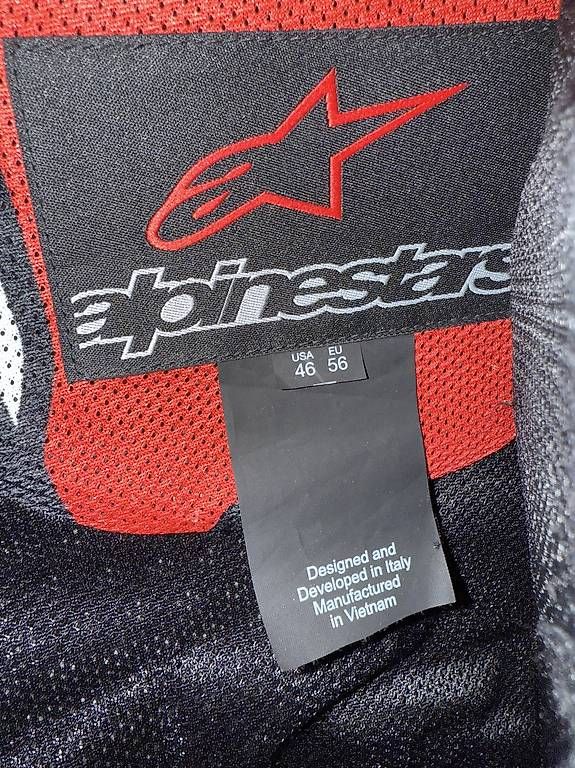 alpinestars
USA EU
46 56
Designed and
Developed in Italy
Manufactured
in Vietnam